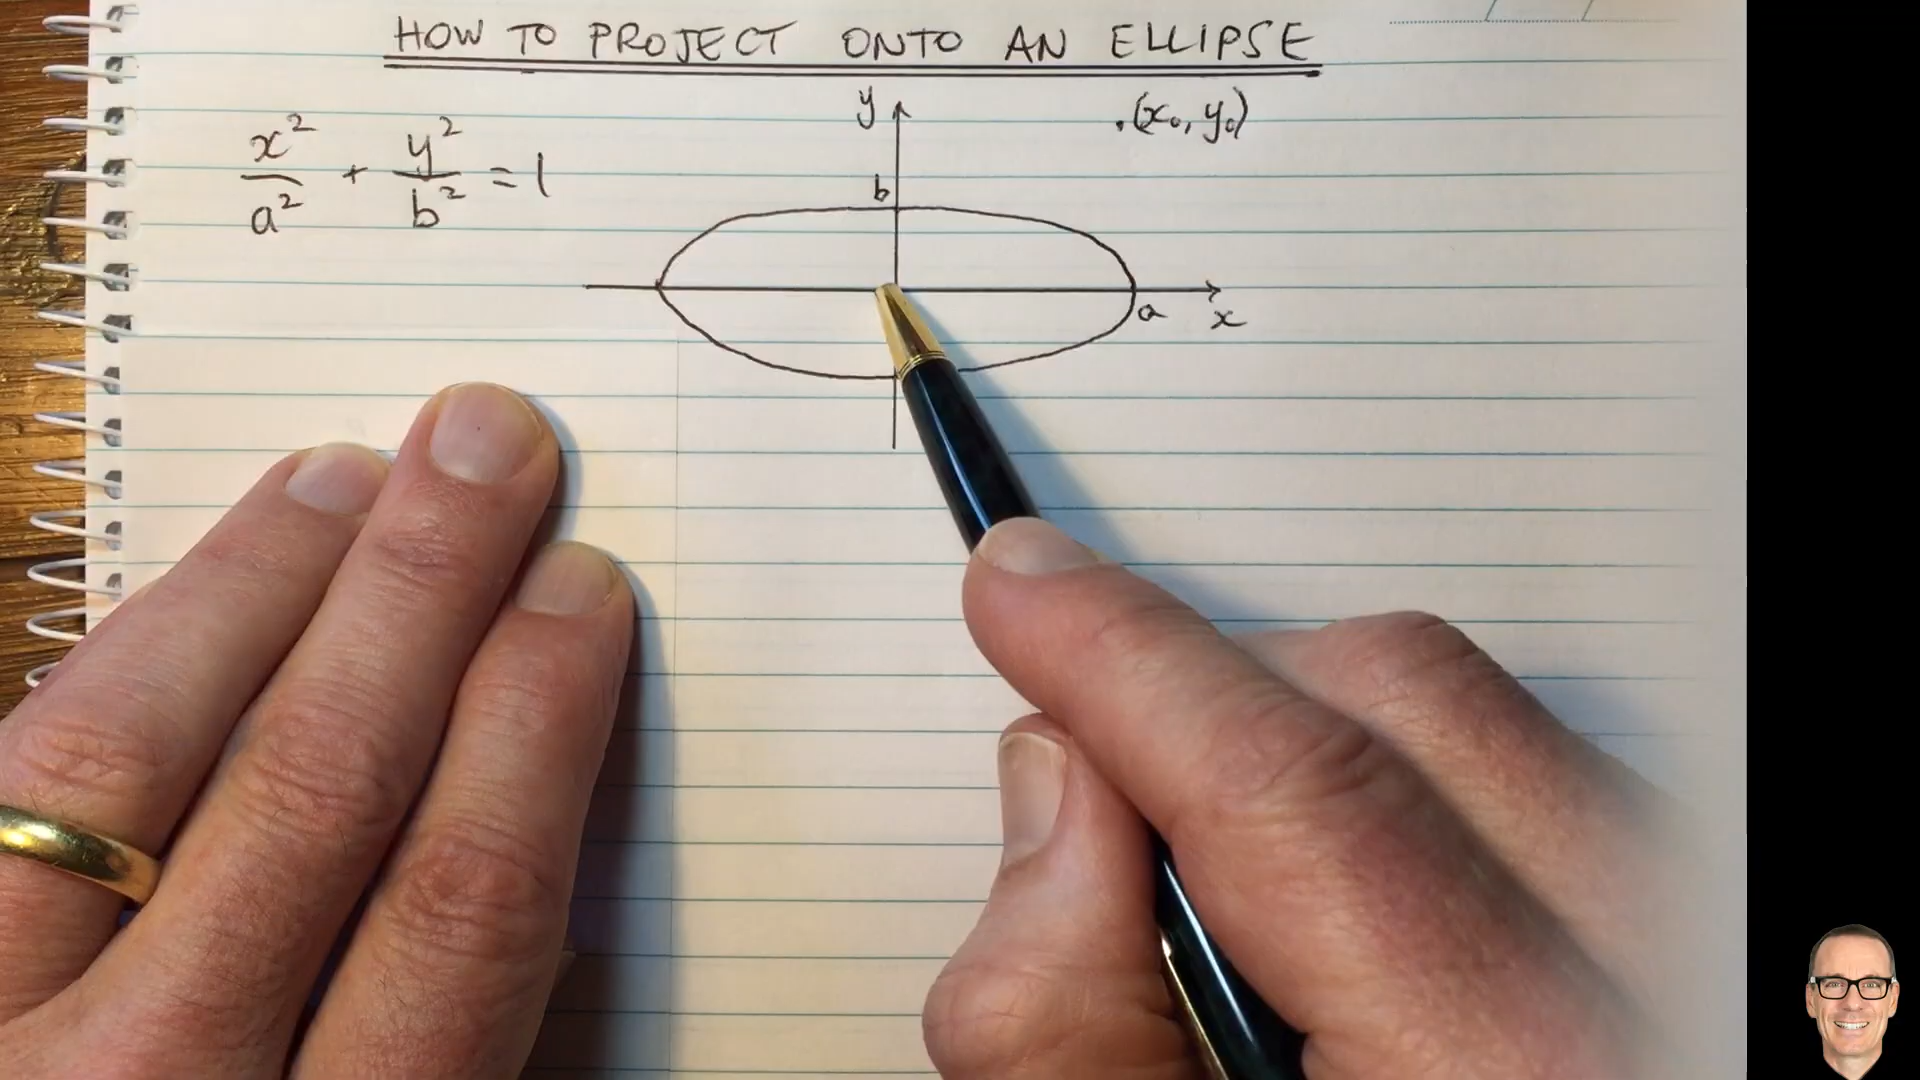 HOW TO PROJECT ONTO AN ELLIPSE
x²/a² + y²/b² = 1
y
.(x₀, y₀)
b
a
x